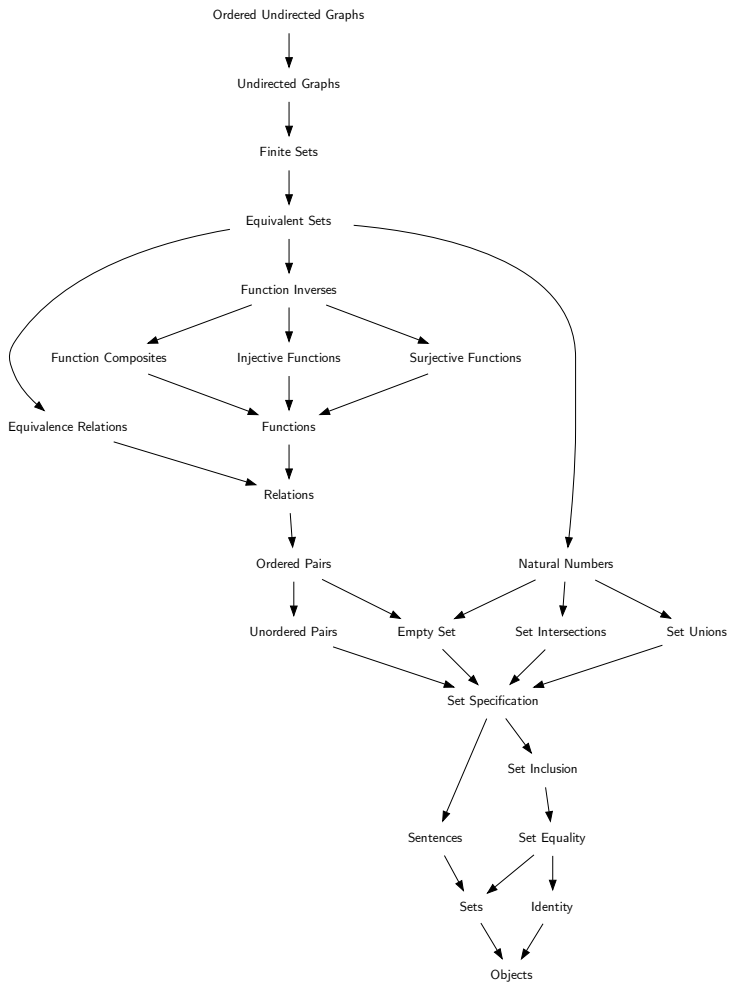 Ordered Undirected Graphs
Undirected Graphs
Finite Sets
Equivalent Sets
Function Inverses
Function Composites
Injective Functions
Surjective Functions
Equivalence Relations
Functions
Relations
Ordered Pairs
Natural Numbers
Unordered Pairs
Empty Set
Set Intersections
Set Unions
Set Specification
Set Inclusion
Sentences
Set Equality
Sets
Identity
Objects